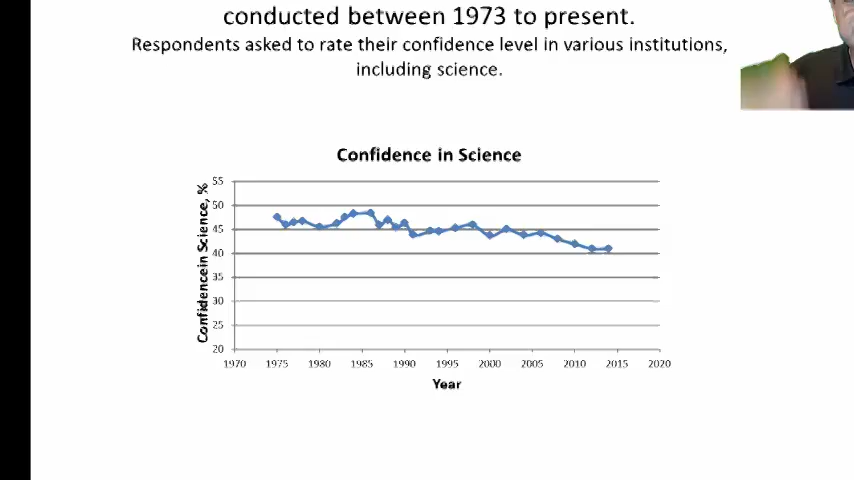 conducted between 1973 to present.
Respondents asked to rate their confidence level in various institutions,
including science.
Confidence in Science
Confidencein Science, %
55
50
45
40
35
30
25
20
1970 1975 1980 1985 1990 1995 2000 2005 2010 2015 2020
Year